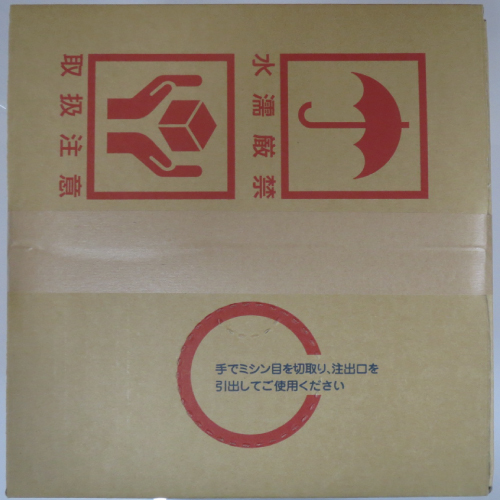 取扱注意
水濡厳禁
手でミシン目を切取り、注出口を
引出してご使用ください